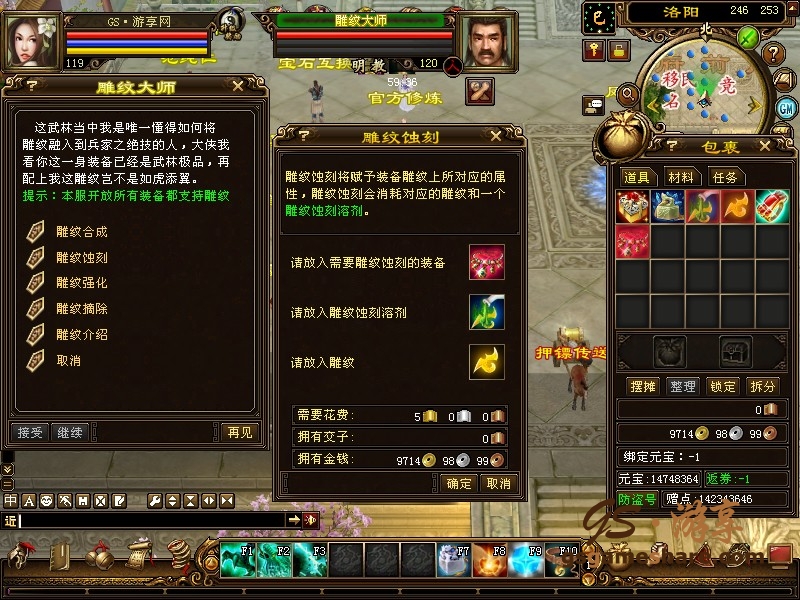 GS·游享网
119
雕纹大师
120
59 36
明教
宝石互换
官方修炼
洛阳
246 253
北
移民
竞
名
CM
雕纹大师
这武林当中我是唯一懂得如何将
雕纹融入到兵家之绝技的人，大侠我
看你这一身装备已经是武林极品，再
配上我这雕纹岂不是如虎添翼。
提示：本服开放所有装备都支持雕纹
雕纹合成
雕纹蚀刻
雕纹强化
雕纹摘除
雕纹介绍
取消
接受
继续
再见
雕纹蚀刻
雕纹蚀刻将赋予装备雕纹上所对应的属
性，雕纹蚀刻会消耗对应的雕纹和一个
雕纹蚀刻溶剂。
请放入需要雕纹蚀刻的装备
请放入雕纹蚀刻溶剂
请放入雕纹
需要花费： 5 0 0
拥有交子： 0
拥有金钱： 9714 98 99
确定
取消
押镖传送
包裹
道具
材料
任务
摆摊
整理
锁定
拆分
0
9714 98 99
绑定元宝：-1
元宝:14748364
返券:-1
防盗号
赠点:142343646
中
A
近
F1
F2
F3
F7
F8
F9
F10
GS·游享